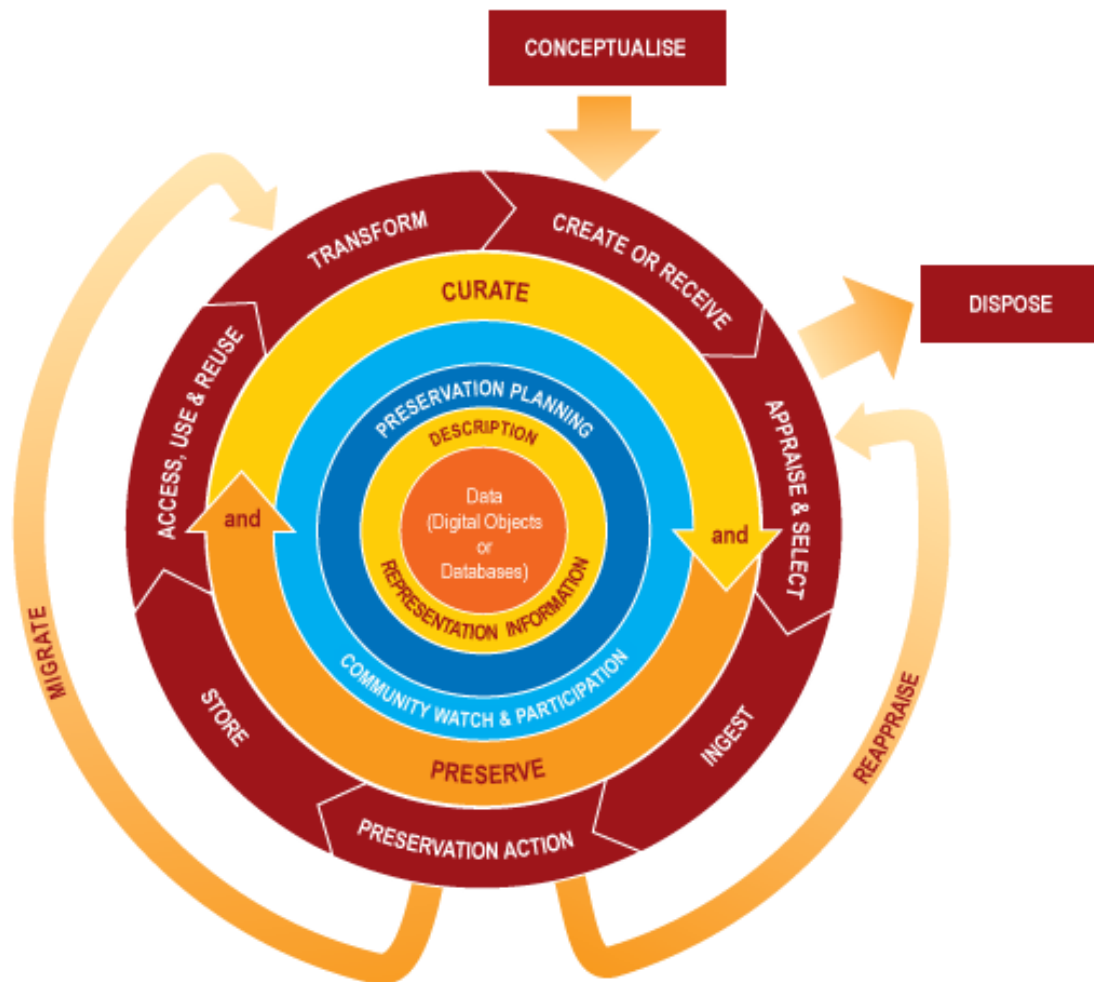 CONCEPTUALISE
CREATE OR RECEIVE
DISPOSE
APPRAISE & SELECT
INGEST
PRESERVATION ACTION
STORE
ACCESS, USE & REUSE
TRANSFORM
MIGRATE
REAPPRAISE
CURATE
and
PRESERVE
and
PRESERVATION PLANNING
COMMUNITY WATCH & PARTICIPATION
DESCRIPTION
REPRESENTATION INFORMATION
Data
(Digital Objects
or
Databases)